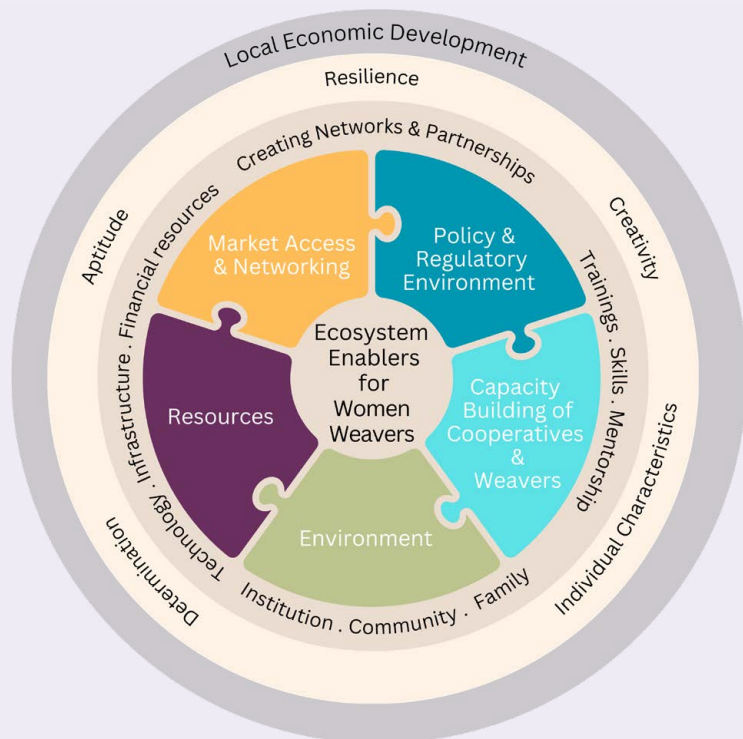 Local Economic Development
Resilience
Creativity
Individual Characteristics
Determination
Aptitude
Creating Networks & Partnerships
Trainings . Skills . Mentorship
Institution . Community . Family
Technology . Infrastructure . Financial resources
Market Access
& Networking
Policy &
Regulatory
Environment
Capacity
Building of
Cooperatives
&
Weavers
Environment
Resources
Ecosystem
Enablers
for
Women
Weavers